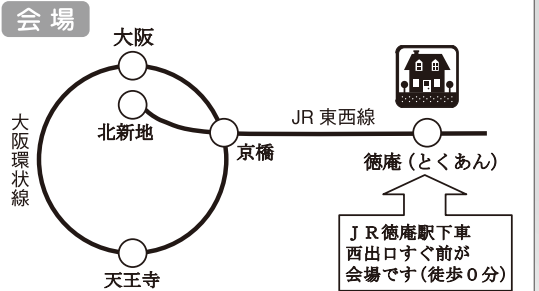 会場
大阪
北新地
JR東西線
大阪環状線
京橋
徳庵(とくあん)
天王寺
JR徳庵駅下車
西出口すぐ前が
会場です(徒歩0分)